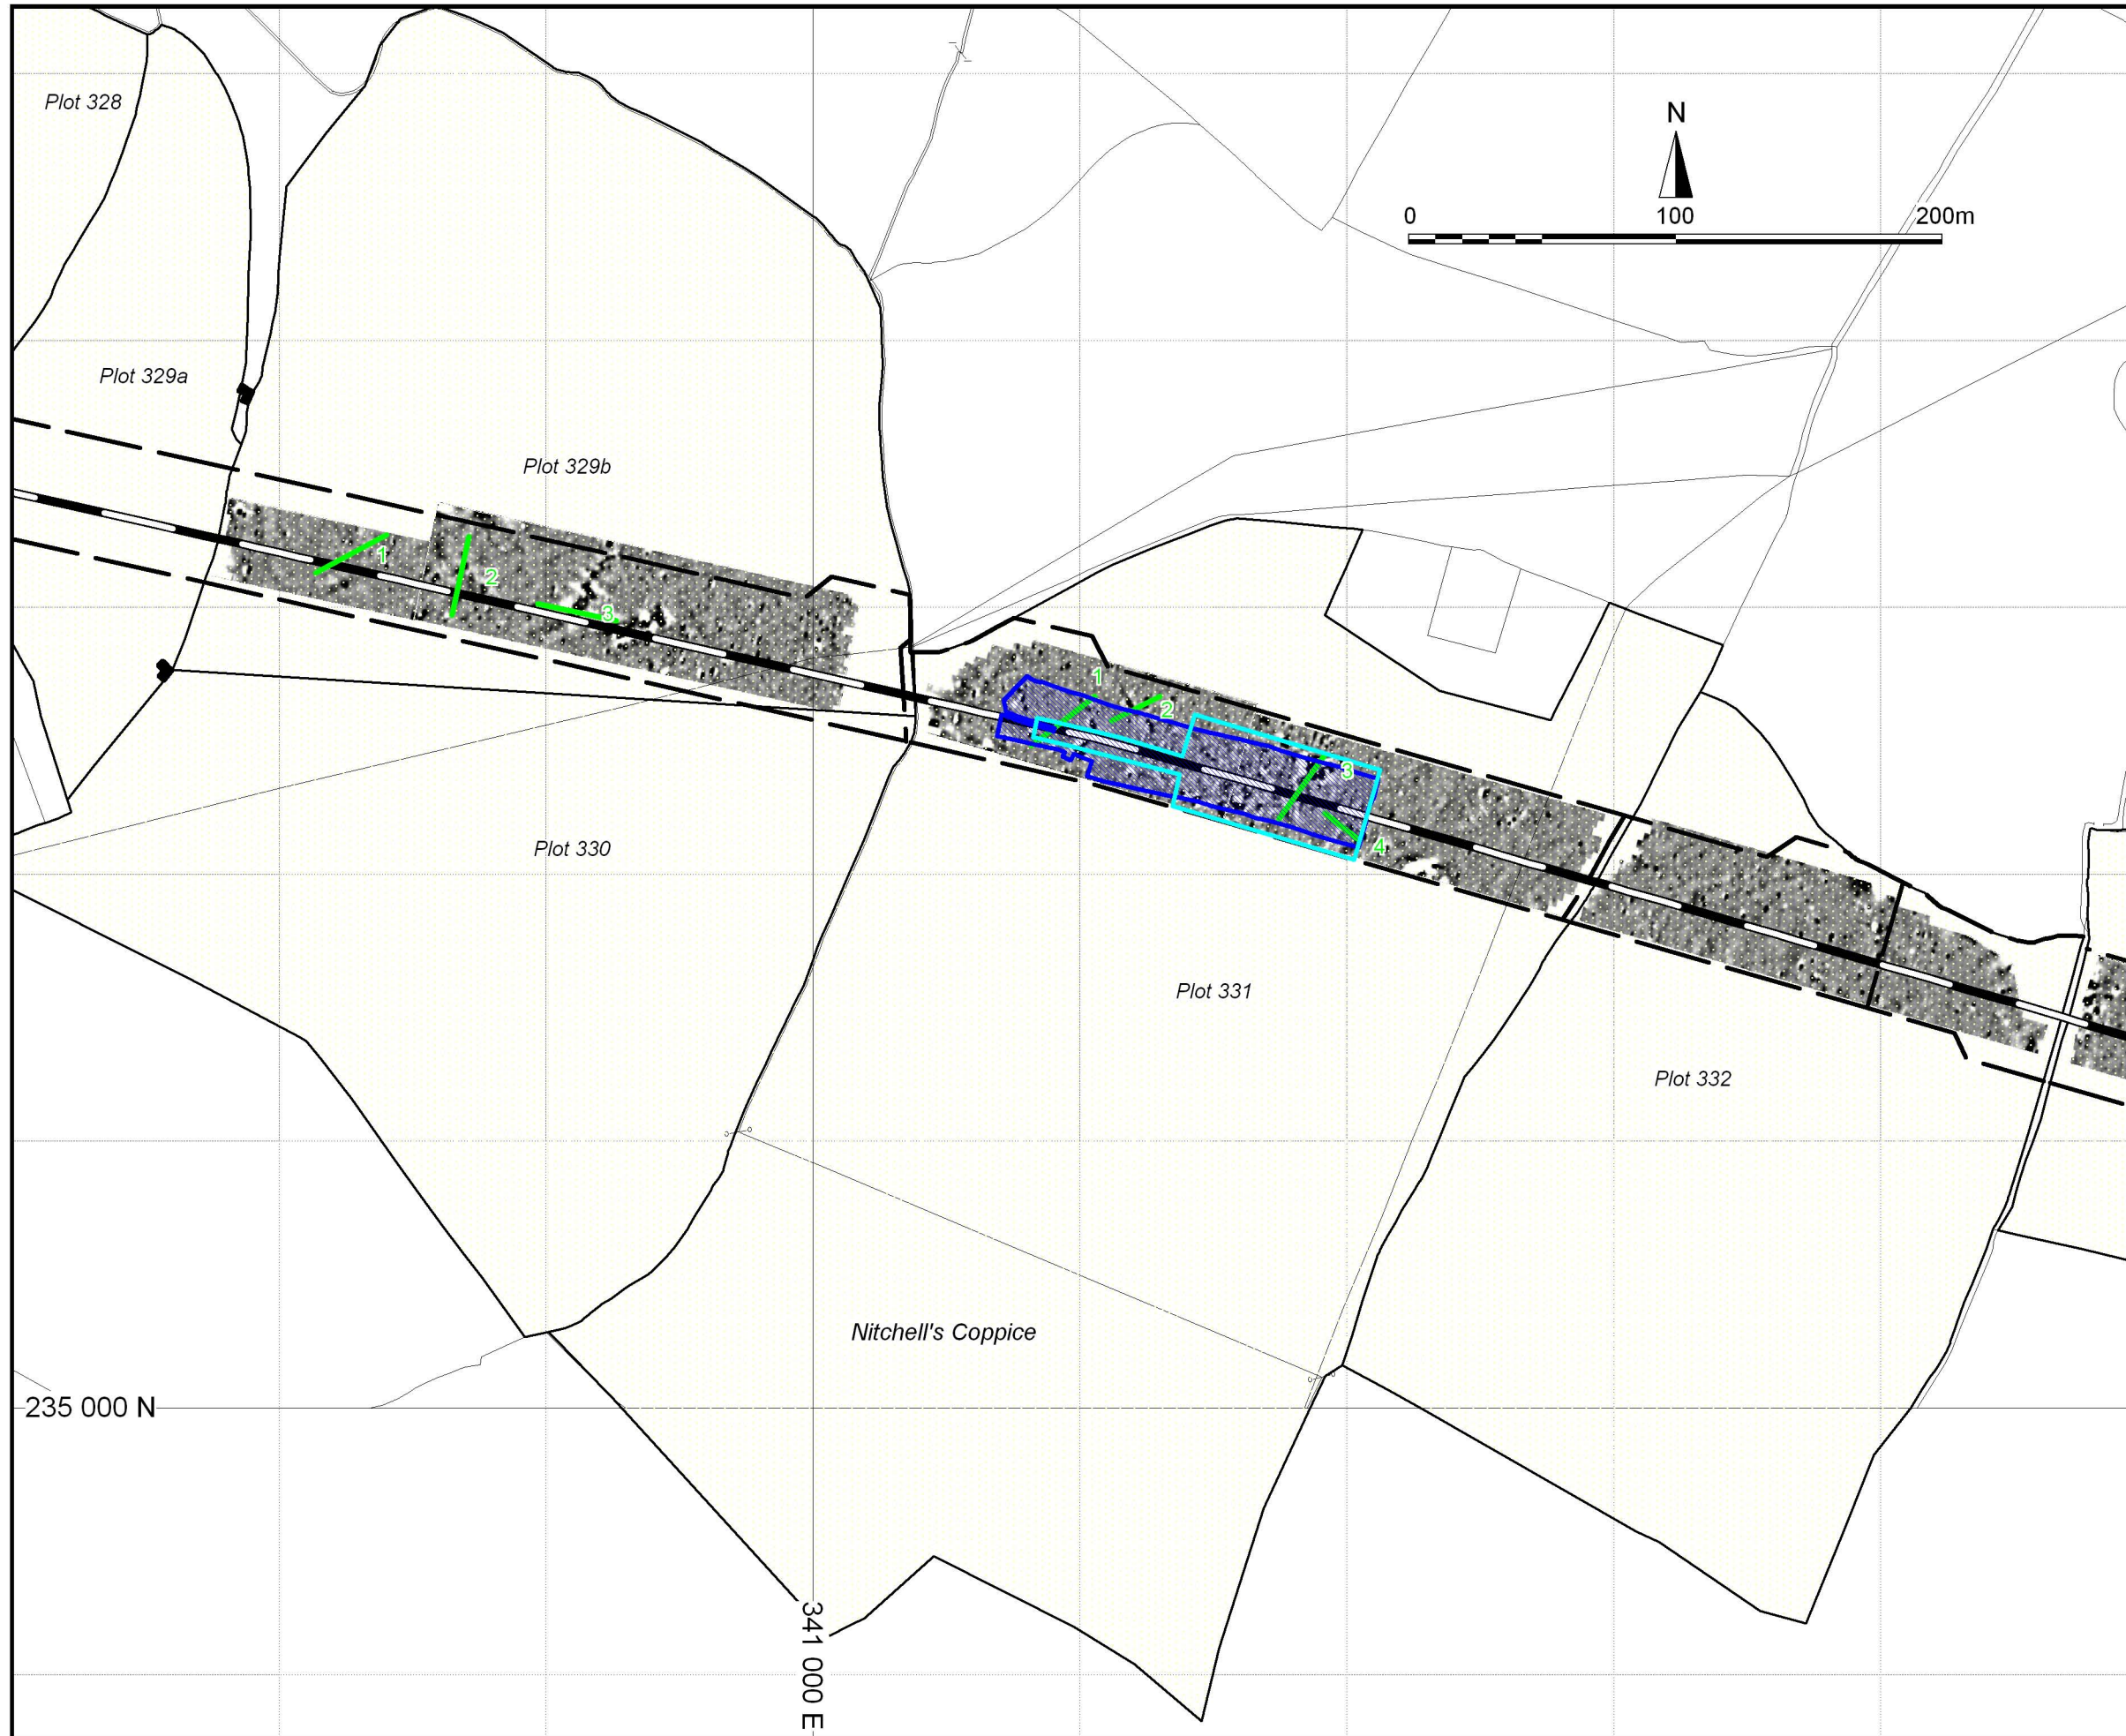 Plot 328
N
0 100 200m
Plot 329a
Plot 329b
1
2
3
1
2
3
4
Plot 330
Plot 331
Plot 332
Nitchell's Coppice
235 000 N
341 000 E